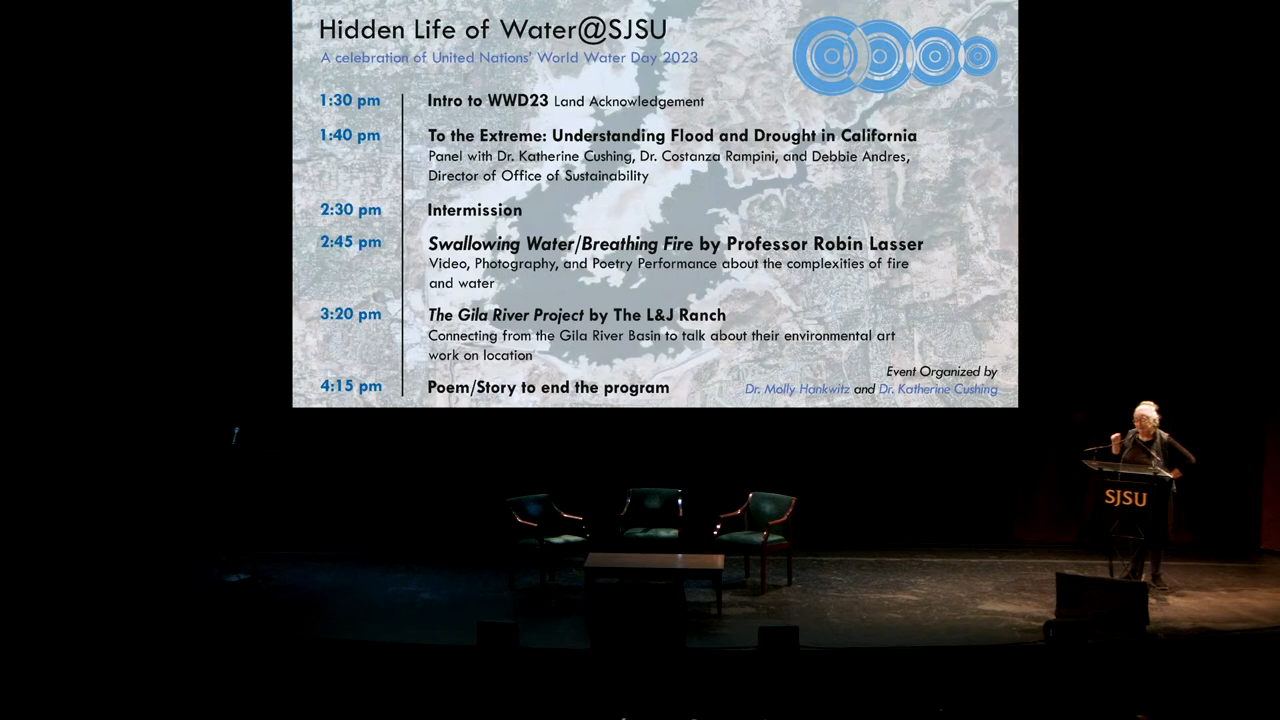 Hidden Life of Water@SJSU
A celebration of United Nations' World Water Day 2023
1:30 pm Intro to WWD23 Land Acknowledgement
1:40 pm To the Extreme: Understanding Flood and Drought in California
Panel with Dr. Katherine Cushing, Dr. Costanza Rampini, and Debbie Andres,
Director of Office of Sustainability
2:30 pm Intermission
2:45 pm Swallowing Water/Breathing Fire by Professor Robin Lasser
Video, Photography, and Poetry Performance about the complexities of fire
and water
3:20 pm The Gila River Project by The L&J Ranch
Connecting from the Gila River Basin to talk about their environmental art
work on location
4:15 pm Poem/Story to end the program
Event Organized by
Dr. Molly Hankwitz and Dr. Katherine Cushing
SJSU